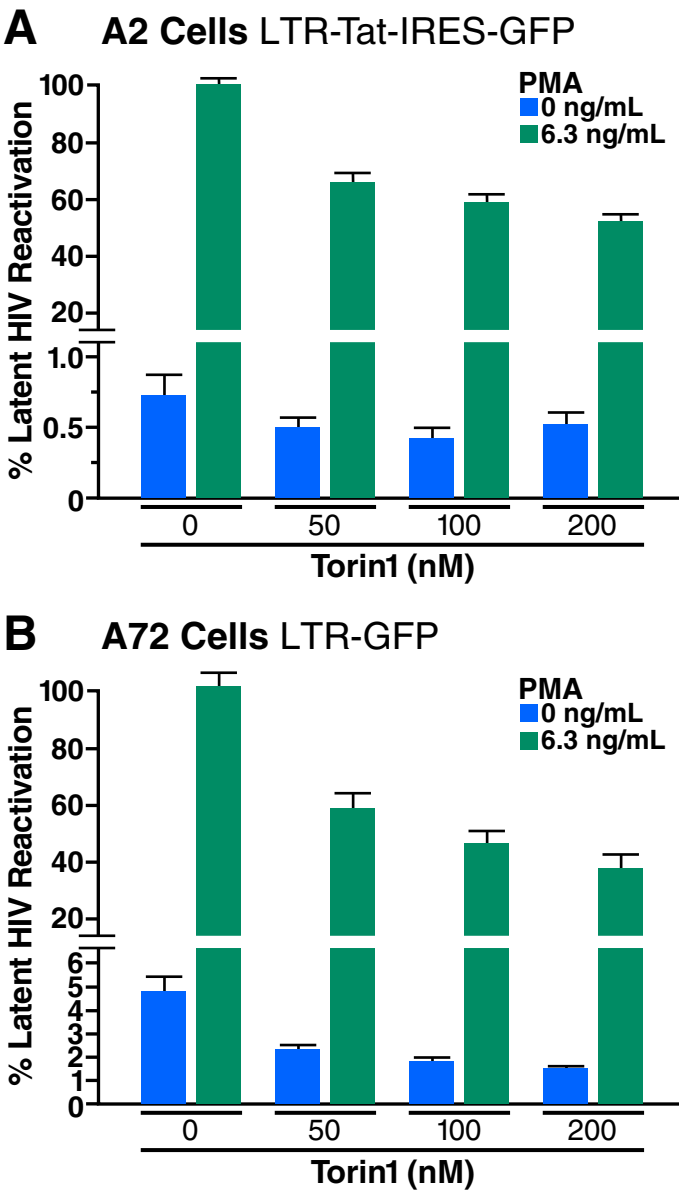 A A2 Cells LTR-Tat-IRES-GFP
% Latent HIV Reactivation
100
80
60
40
20
1.0
0.5
0
PMA
0 ng/mL
6.3 ng/mL
0 50 100 200
Torin1 (nM)
B A72 Cells LTR-GFP
% Latent HIV Reactivation
100
80
60
40
20
6
5
4
3
2
1
0
PMA
0 ng/mL
6.3 ng/mL
0 50 100 200
Torin1 (nM)